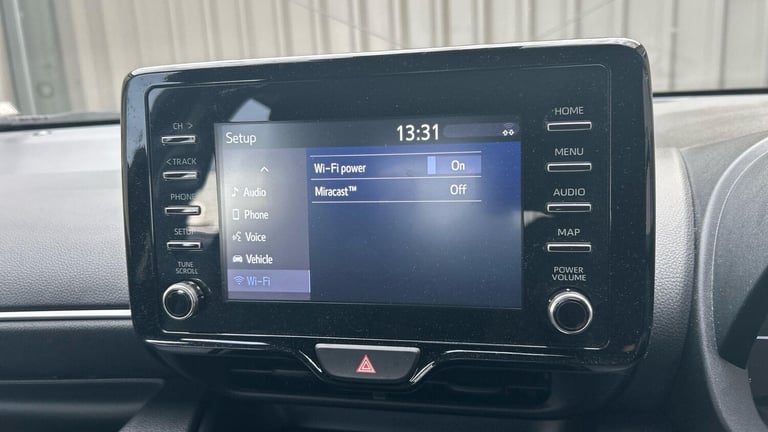 CH >
< TRACK
PHONE
SETUP
TUNE
SCROLL
Setup
13:31
Audio
Phone
Voice
Vehicle
Wi-Fi
Wi-Fi power On
Miracast™ Off
HOME
MENU
AUDIO
MAP
POWER
VOLUME